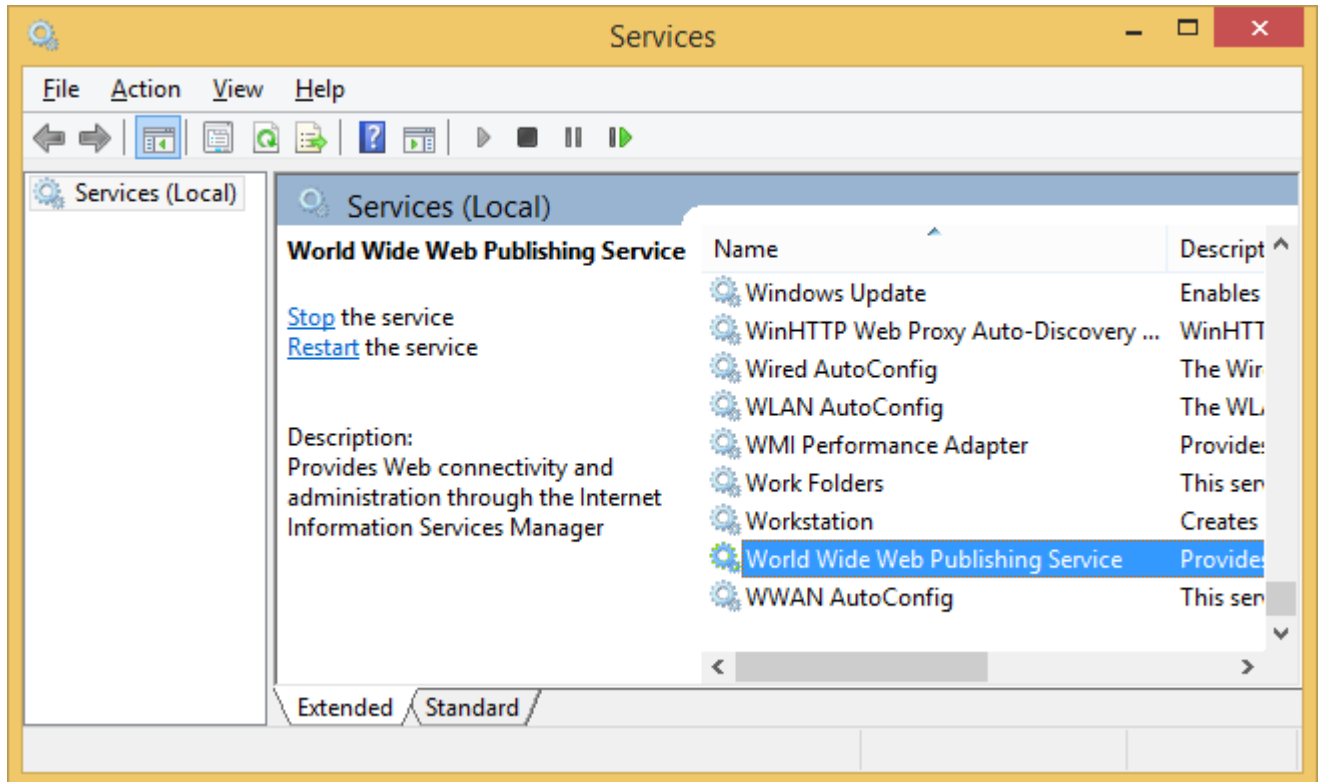 Services
File Action View Help
Services (Local)
Services (Local)
World Wide Web Publishing Service
Stop the service
Restart the service
Description:
Provides Web connectivity and
administration through the Internet
Information Services Manager
Name Descript
Windows Update Enables
WinHTTP Web Proxy Auto-Discovery ... WinHTT
Wired AutoConfig The Wir
WLAN AutoConfig The WL
WMI Performance Adapter Provides
Work Folders This ser
Workstation Creates
World Wide Web Publishing Service Provides
WWAN AutoConfig This ser
Extended Standard